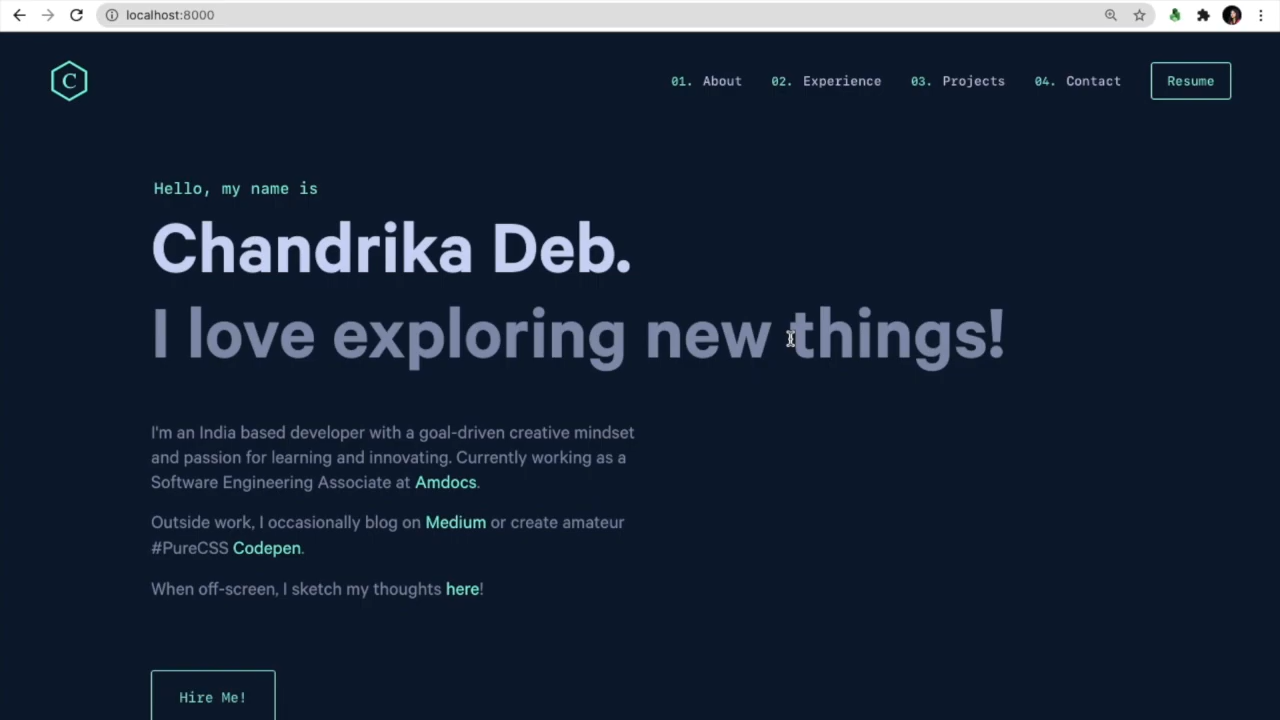 localhost:8000
C
01. About 02. Experience 03. Projects 04. Contact Resume
Hello, my name is
Chandrika Deb.
I love exploring new things!
I'm an India based developer with a goal-driven creative mindset
and passion for learning and innovating. Currently working as a
Software Engineering Associate at Amdocs.
Outside work, I occasionally blog on Medium or create amateur
#PureCSS Codepen.
When off-screen, I sketch my thoughts here!
Hire Me!